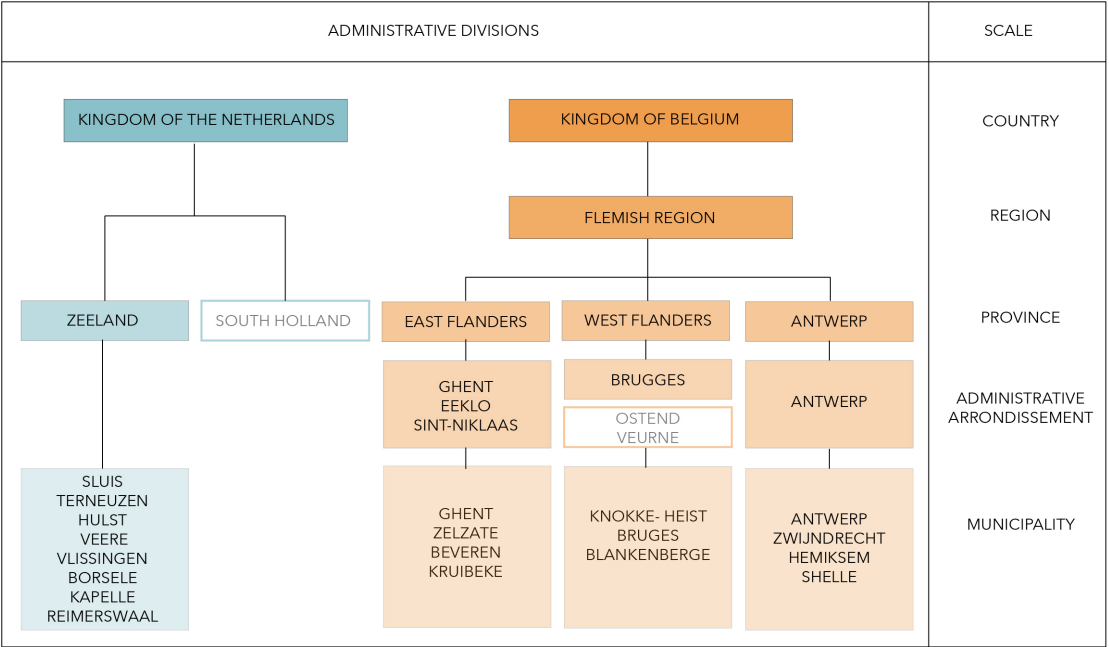 ADMINISTRATIVE DIVISIONS
SCALE
KINGDOM OF THE NETHERLANDS
KINGDOM OF BELGIUM
COUNTRY
FLEMISH REGION
REGION
ZEELAND
SOUTH HOLLAND
EAST FLANDERS
WEST FLANDERS
ANTWERP
PROVINCE
GHENT
EEKLO
SINT-NIKLAAS
BRUGGES
OSTEND
VEURNE
ANTWERP
ADMINISTRATIVE
ARRONDISSEMENT
SLUIS
TERNEUZEN
HULST
VEERE
VLISSINGEN
BORSELE
KAPELLE
REIMERSWAAL
GHENT
ZELZATE
BEVEREN
KRUIBEKE
KNOKKE- HEIST
BRUGES
BLANKENBERGE
ANTWERP
ZWIJNDRECHT
HEMIKSEM
SHELLE
MUNICIPALITY